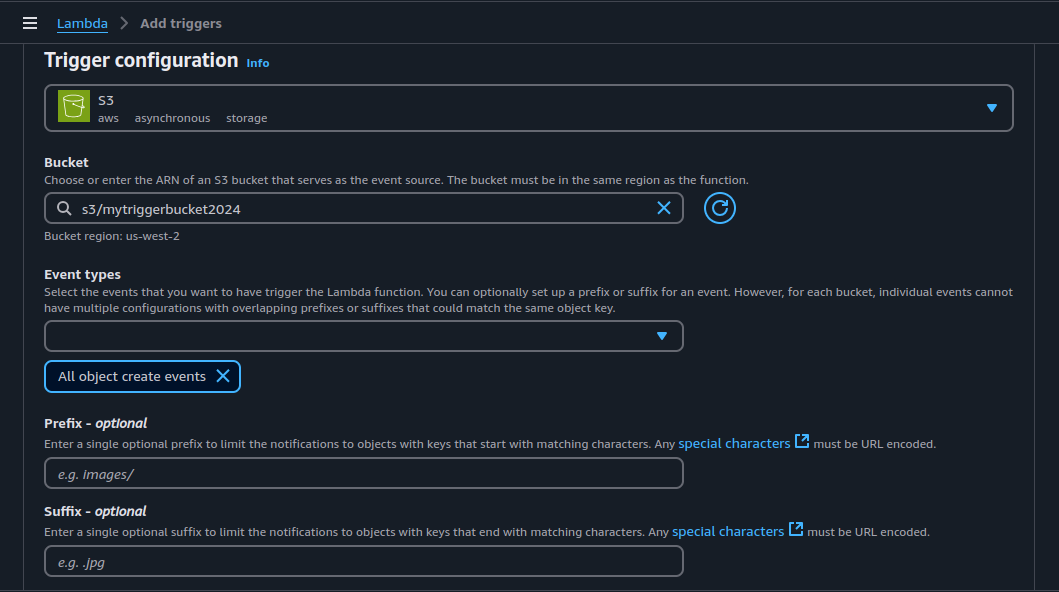 Lambda Add triggers
Trigger configuration Info
S3
aws asynchronous storage
Bucket
Choose or enter the ARN of an S3 bucket that serves as the event source. The bucket must be in the same region as the function.
s3/mytriggerbucket2024
Bucket region: us-west-2
Event types
Select the events that you want to have trigger the Lambda function. You can optionally set up a prefix or suffix for an event. However, for each bucket, individual events cannot
have multiple configurations with overlapping prefixes or suffixes that could match the same object key.
All object create events
Prefix - optional
Enter a single optional prefix to limit the notifications to objects with keys that start with matching characters. Any special characters must be URL encoded.
e.g. images/
Suffix - optional
Enter a single optional suffix to limit the notifications to objects with keys that end with matching characters. Any special characters must be URL encoded.
e.g. .jpg